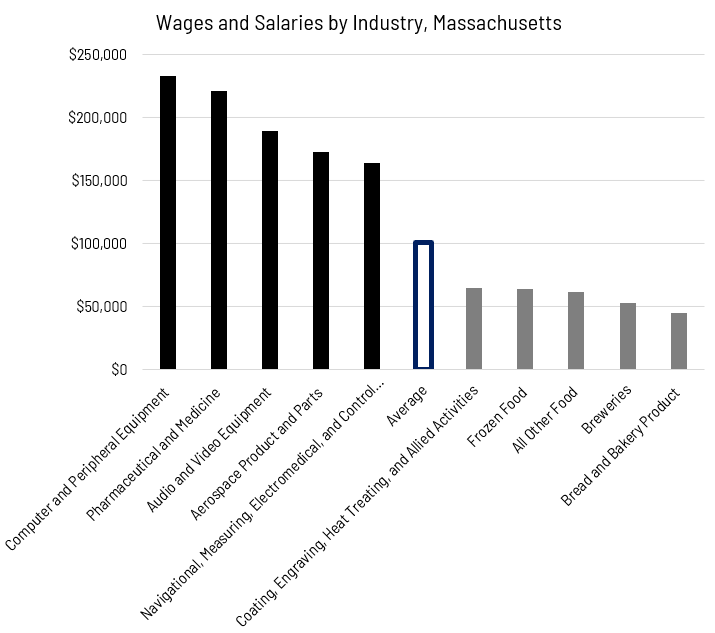 Wages and Salaries by Industry, Massachusetts
$250,000
$200,000
$150,000
$100,000
$50,000
$0
Computer and Peripheral Equipment
Pharmaceutical and Medicine
Audio and Video Equipment
Aerospace Product and Parts
Navigational, Measuring, Electromedical, and Control...
Average
Coating, Engraving, Heat Treating, and Allied Activities
Frozen Food
All Other Food
Breweries
Bread and Bakery Product